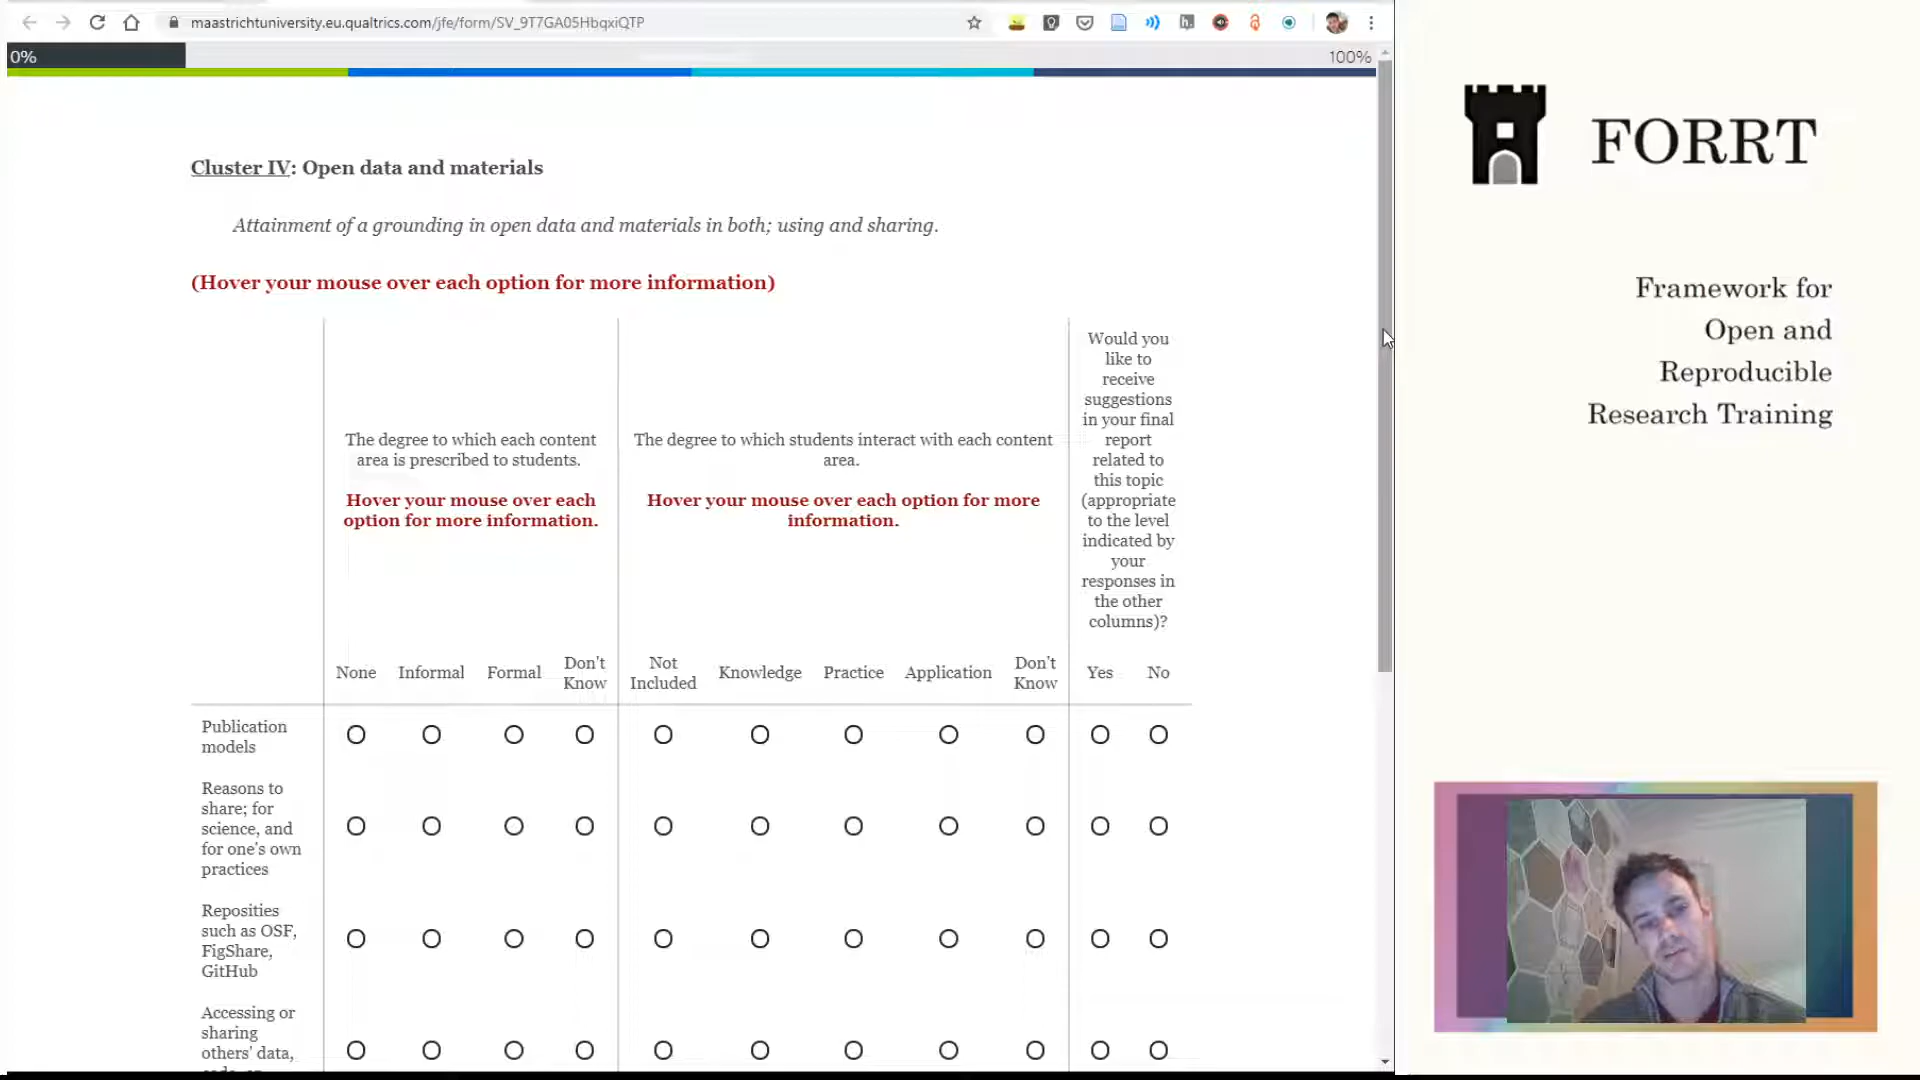 maastrichtuniversity.eu.qualtrics.com/jfe/form/SV_9T7GA05HbqxiQTP
0%
100%
Cluster IV: Open data and materials
Attainment of a grounding in open data and materials in both; using and sharing.
(Hover your mouse over each option for more information)
The degree to which each content
area is prescribed to students.
Hover your mouse over each
option for more information.
The degree to which students interact with each content
area.
Hover your mouse over each option for more
information.
Would you
like to
receive
suggestions
in your final
report
related to
this topic
(appropriate
to the level
indicated by
your
responses in
the other
columns)?
None Informal Formal Don't Know Not Included Knowledge Practice Application Don't Know Yes No
Publication
models
Reasons to
share; for
science, and
for one's own
practices
Reposities
such as OSF,
FigShare,
GitHub
Accessing or
sharing
others' data,
FORRT
Framework for
Open and
Reproducible
Research Training